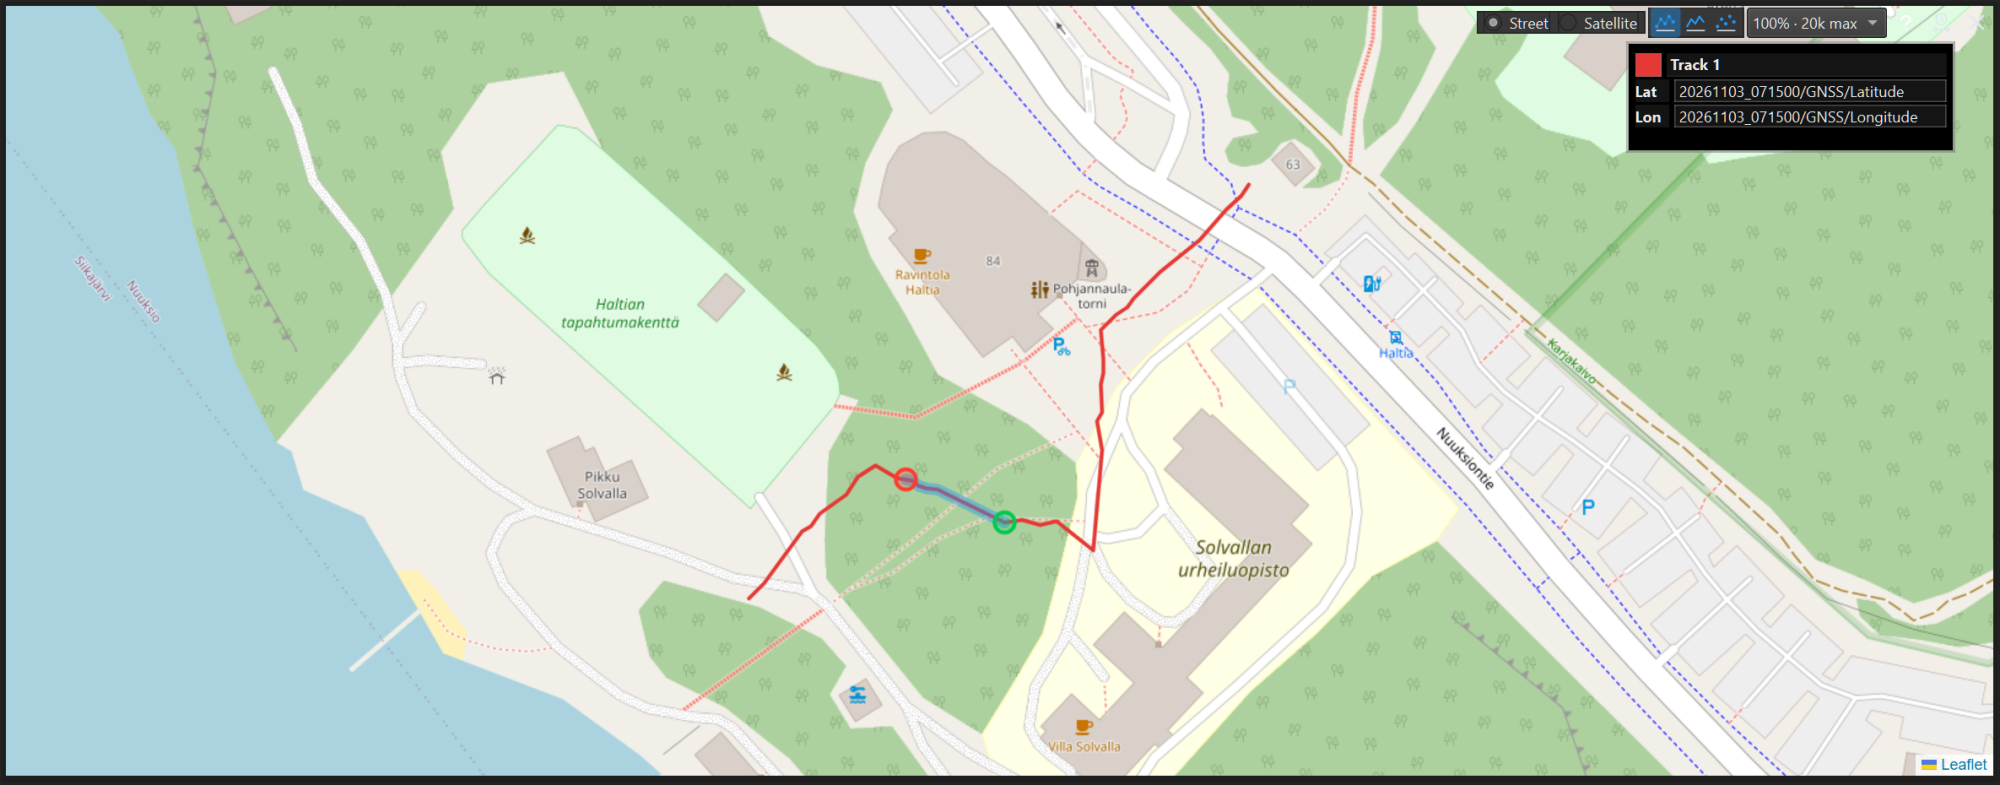 Street
Satellite
100% · 20k max
Track 1
Lat
20261103_071500/GNSS/Latitude
Lon
20261103_071500/GNSS/Longitude
63
84
Ravintola
Haltia
Pohjannaula-
torni
P
Siikajärvi
Nuuksio
Haltian
tapahtumakenttä
P
Haltia
Karjakaivo
Nuuksiontie
Pikku
Solvalla
P
Solvallan
urheiluopisto
Villa Solvalla
Leaflet